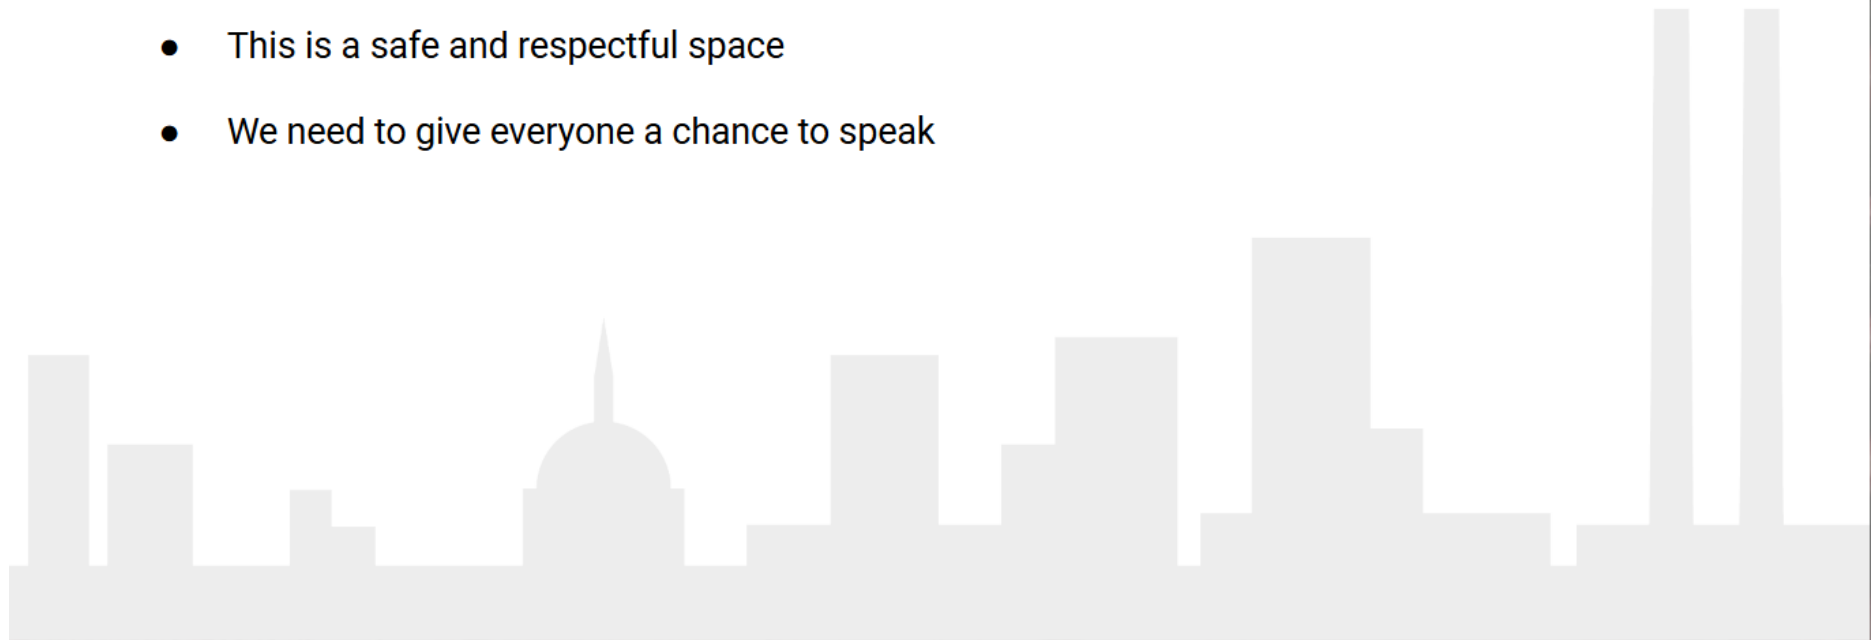 ● This is a safe and respectful space
● We need to give everyone a chance to speak